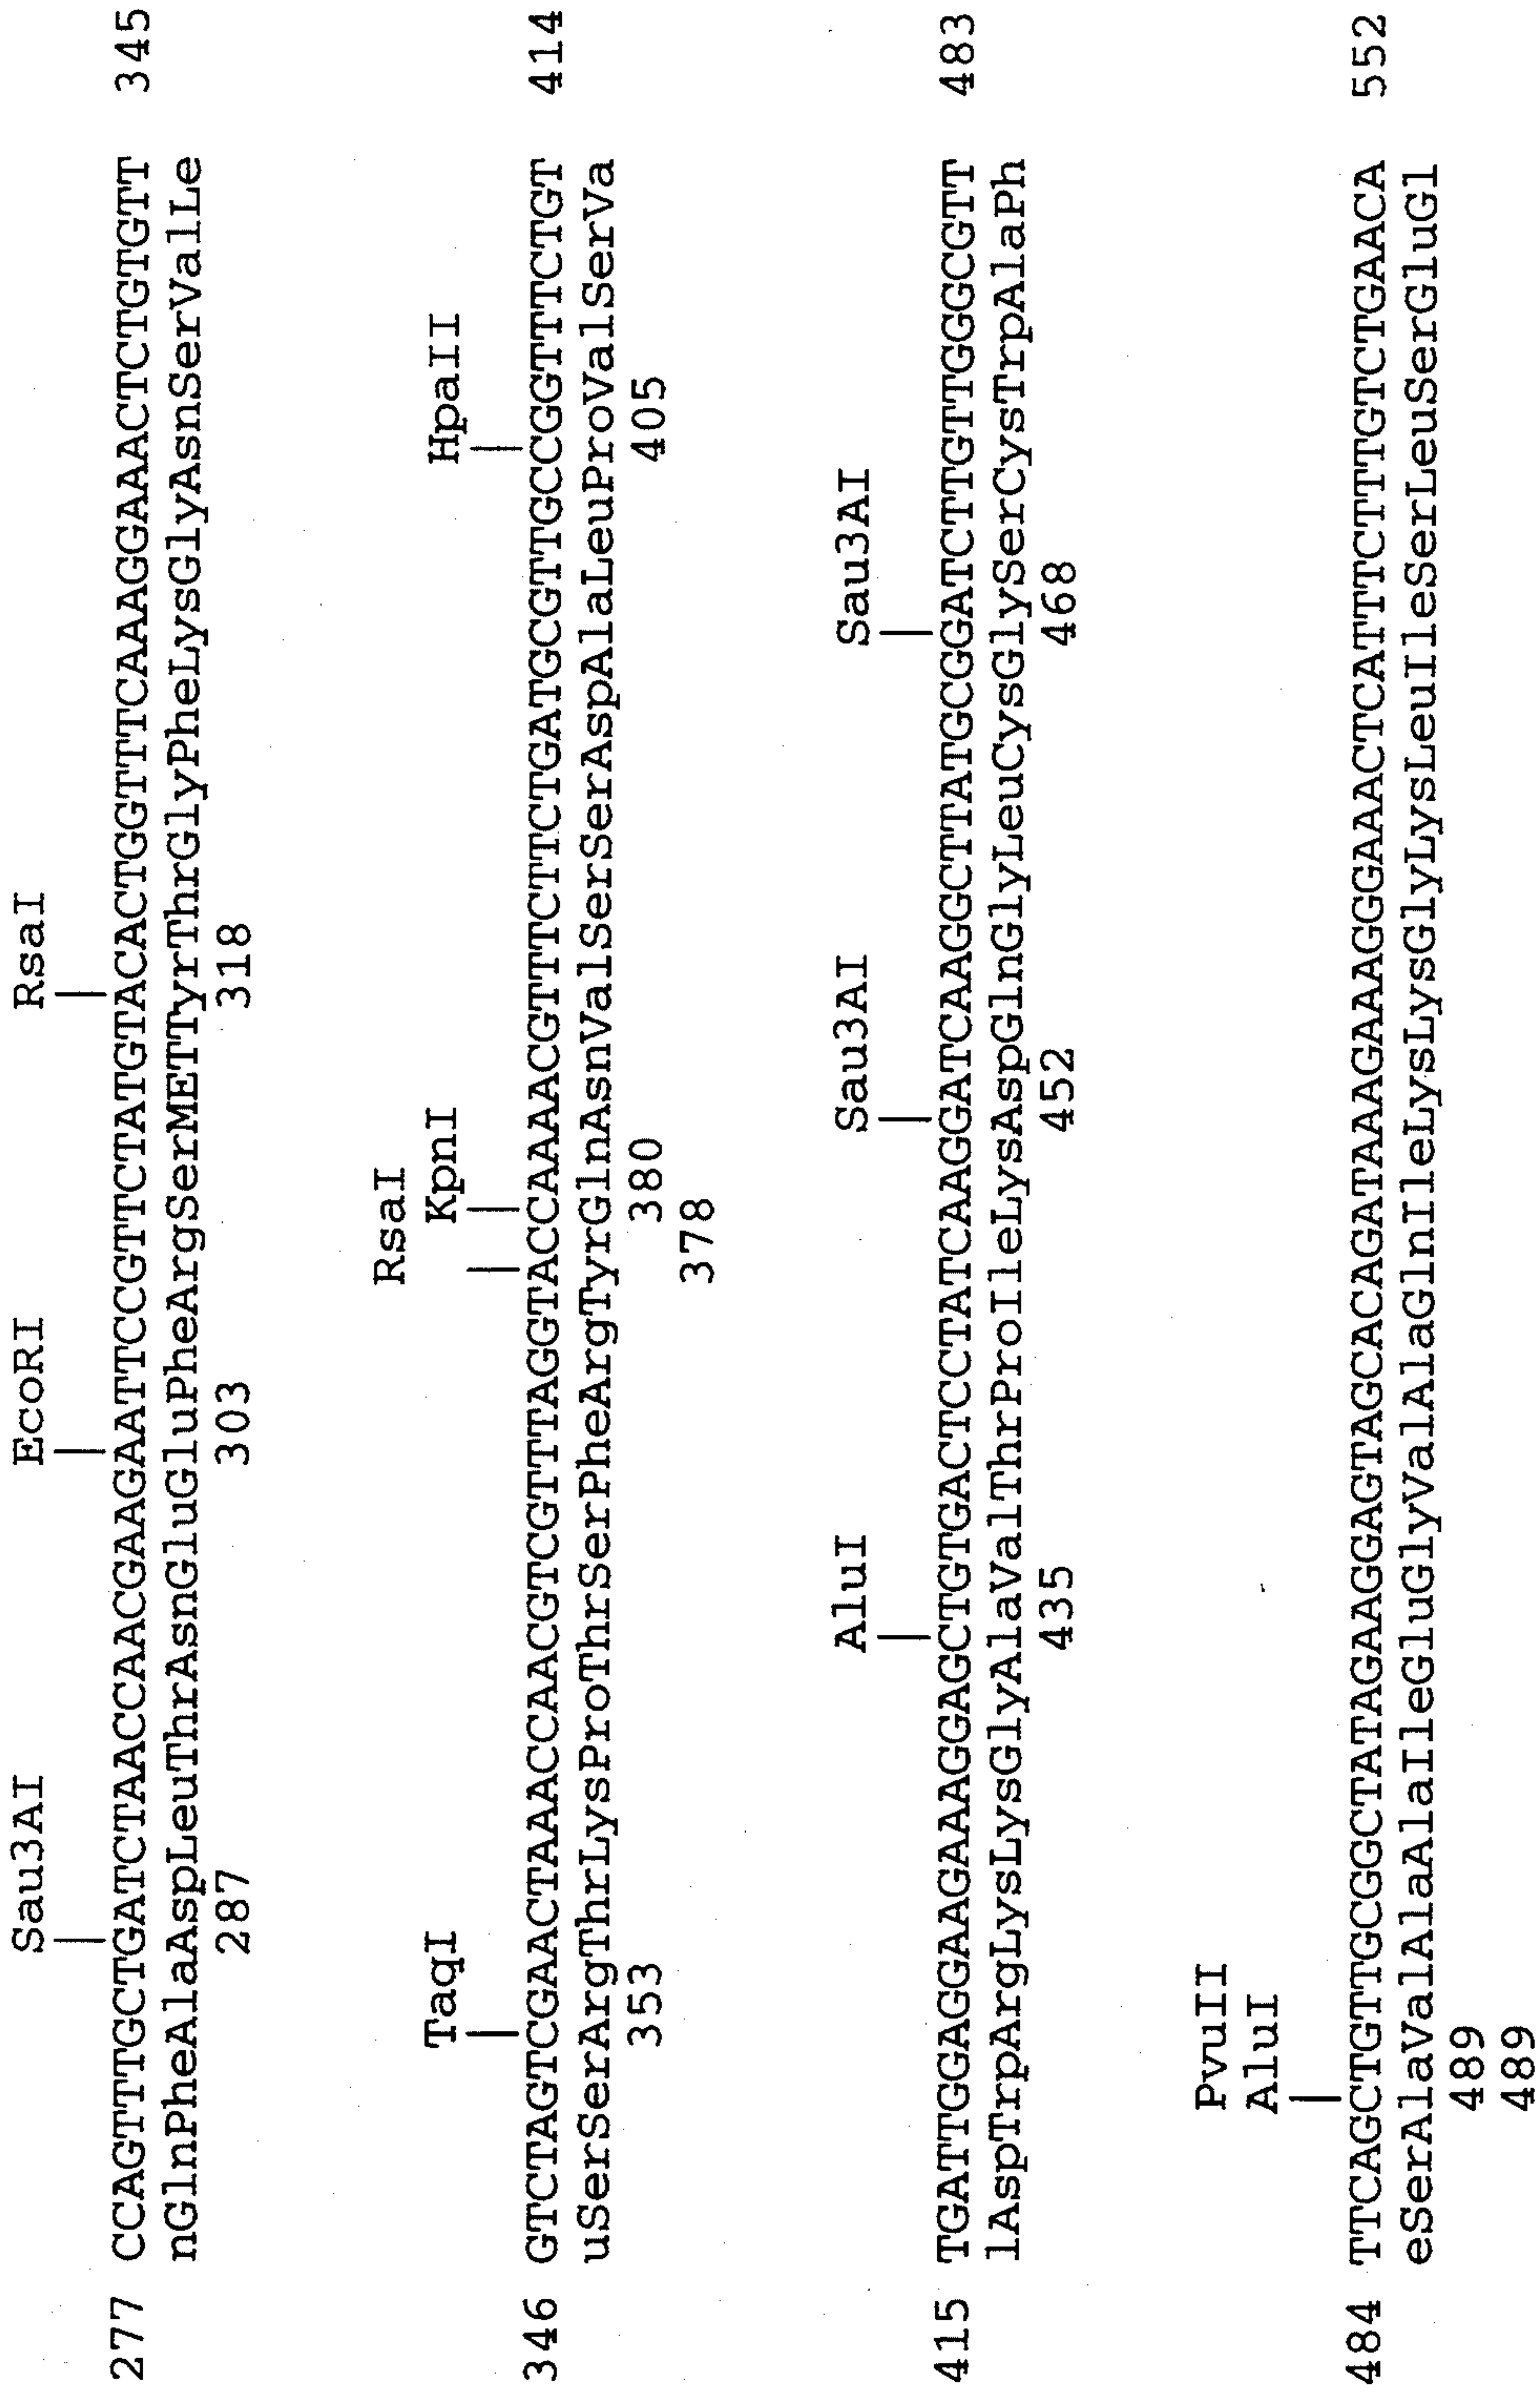 Sau3AI EcoRI RsaI
277 CCAGTTTGCTGATCTAACCAACGAAGAATTCCGTTCTATGTACACTGGTTTCAAAGGAAACTCTGTGTT 345
nGlnPheAlaAspLeuThrAsnGluGluPheArgSerMETTyrThrGlyPheLysGlyAsnSerValLe
287 303 318
RsaI
TaqI KpnI HpaII
346 GTCTAGTCGAACTAAACCAACGTCGTTTAGGTACCAAAACGTTTCTTCTGATGCGTTGCCGGTTTCTGT 414
uSerSerArgThrLysProThrSerPheArgTyrGlnAsnValSerSerAspAlaLeuProValSerVa
353 380 405
378
AluI Sau3AI Sau3AI
415 TGATTGGAGGAAGAAAGGAGCTGTGACTCCTATCAAGGATCAAGGCTTATGCGGATCTTGTTGGGCGTT 483
lAspTrpArgLysLysGlyAlaValThrProIleLysAspGlnGlyLeuCysGlySerCysTrpAlaPh
435 452 468
PvuII
AluI
484 TTCAGCTGTTGCGGCTATAGAAGGAGTAGCACAGATAAAGAAAGGGAAACTCATTTCTTTGTCTGAACA 552
eSerAlaValAlaAlaIleGluGlyValAlaGlnIleLysLysGlyLysLeuIleSerLeuSerGluGl
489
489